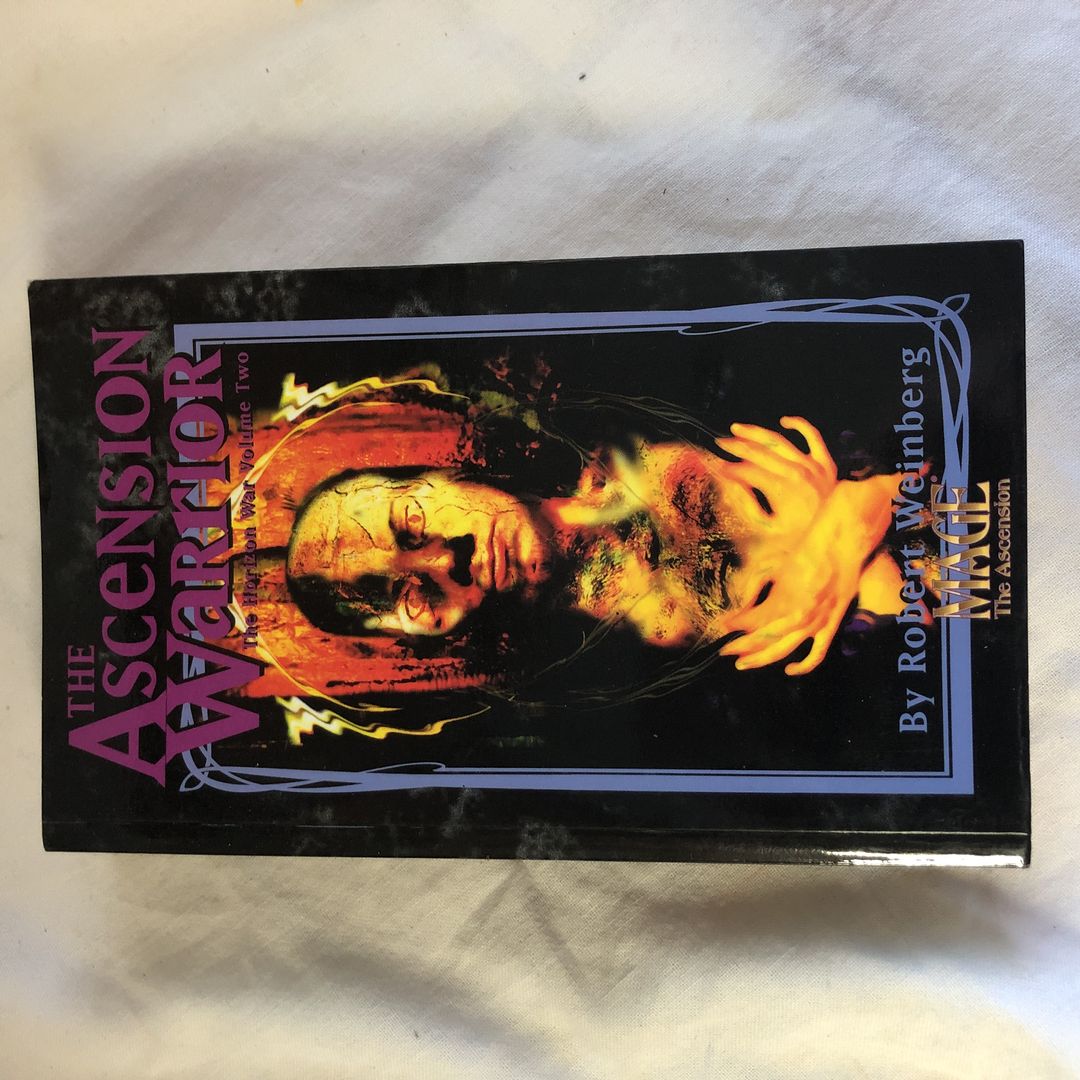 THE
ASCENSION
WARRIOR
The Horizon War Volume Two
By Robert Weinberg
MAGE
The Ascension